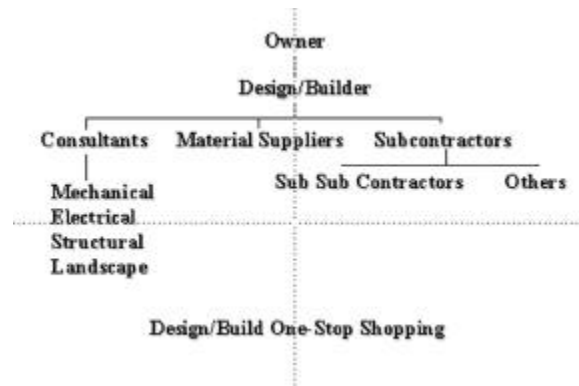 Owner
Design/Builder
Consultants Material Suppliers Subcontractors
Sub Sub Contractors Others
Mechanical
Electrical
Structural
Landscape
Design/Build One-Stop Shopping